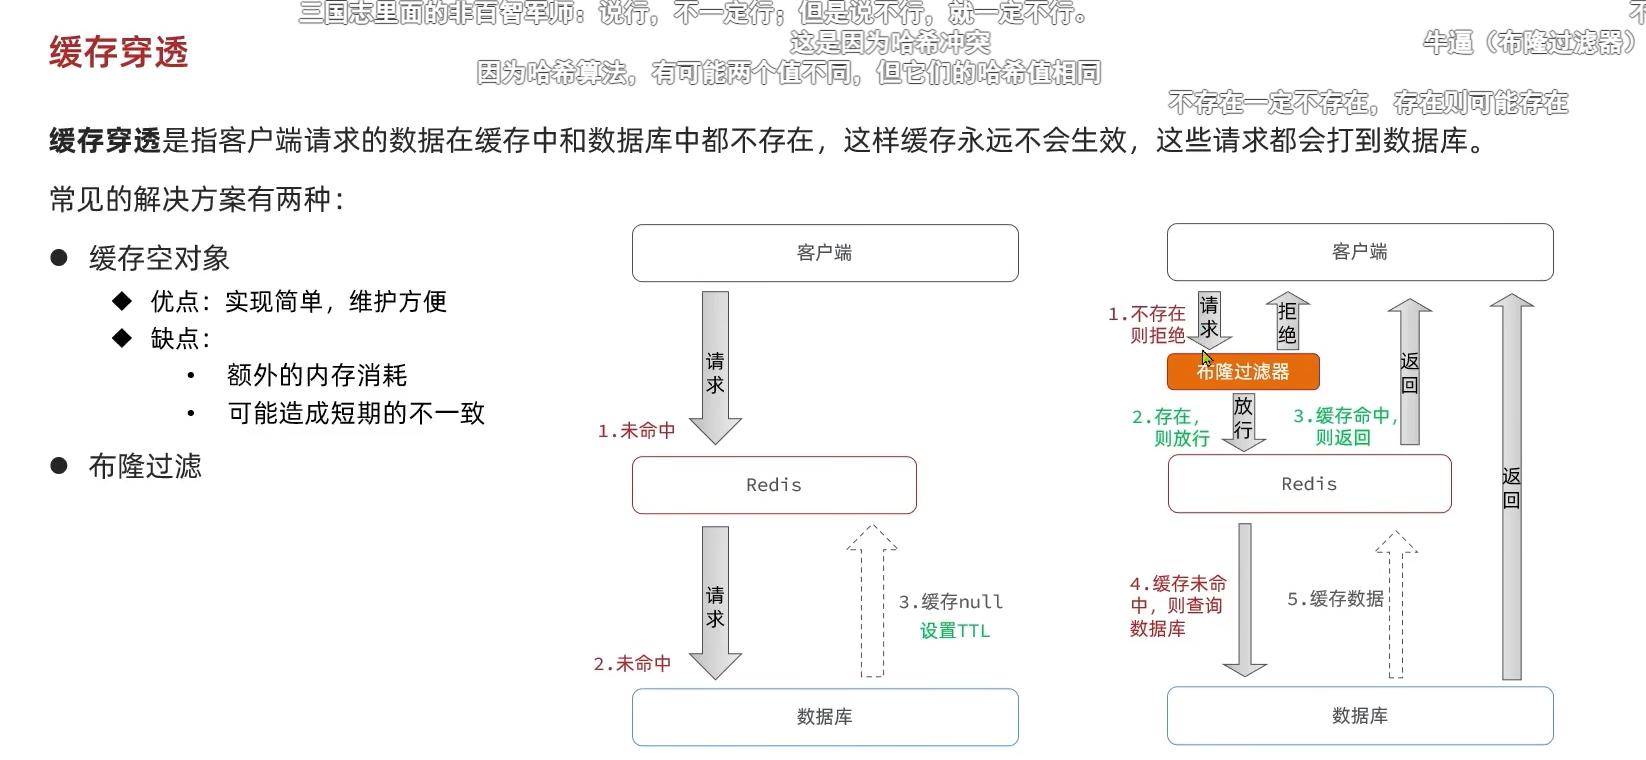 三国志里面的非百智军师：说行，不一定行；但是说不行，就一定不行。
这是因为哈希冲突
牛逼（布隆过滤器）
因为哈希算法，有可能两个值不同，但它们的哈希值相同
不存在一定不存在，存在则可能存在
缓存穿透
缓存穿透是指客户端请求的数据在缓存中和数据库中都不存在，这样缓存永远不会生效，这些请求都会打到数据库。
常见的解决方案有两种：
● 缓存空对象
◆ 优点：实现简单，维护方便
◆ 缺点：
• 额外的内存消耗
• 可能造成短期的不一致
● 布隆过滤
客户端
请求
1.未命中
Redis
请求
2.未命中
3.缓存null
设置TTL
数据库
客户端
1.不存在
则拒绝
请求
拒绝
布隆过滤器
2.存在，
则放行
放行
3.缓存命中，
则返回
返回
Redis
返回
4.缓存未命
中，则查询
数据库
5.缓存数据
数据库